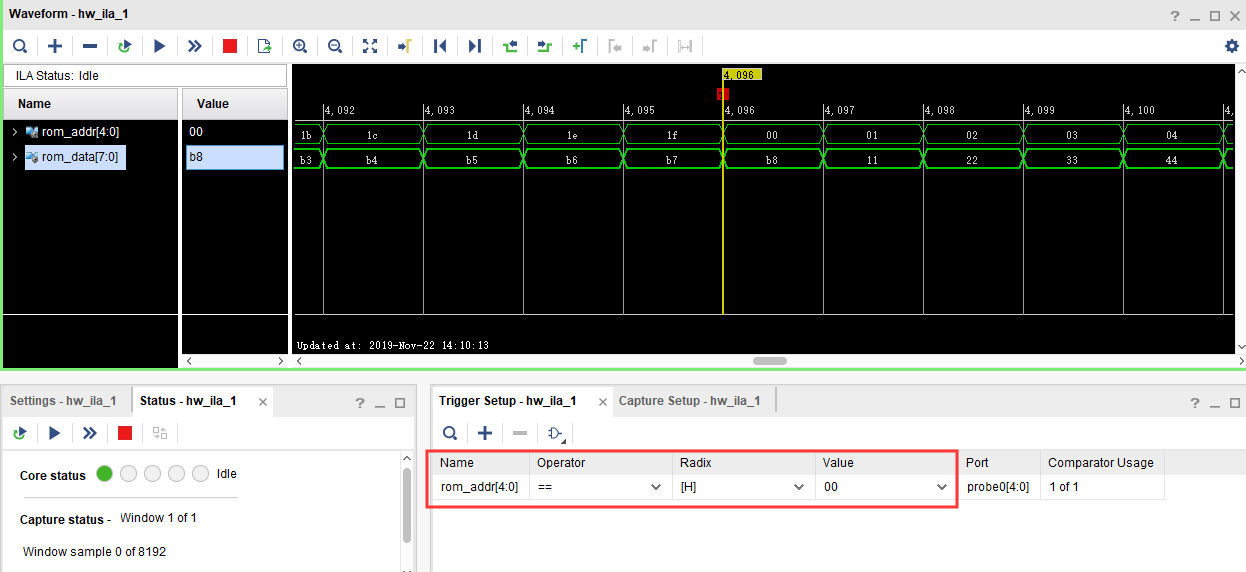 Waveform - hw_ila_1
ILA Status: Idle
Name Value
4,096
4,092 4,093 4,094 4,095 4,096 4,097 4,098 4,099 4,100 4,
rom_addr[4:0] 00 1b 1c 1d 1e 1f 00 01 02 03 04
rom_data[7:0] b8 b3 b4 b5 b6 b7 b8 11 22 33 44
Updated at: 2019-Nov-22 14:10:13
Settings - hw_ila_1 Status - hw_ila_1
Core status Idle
Capture status - Window 1 of 1
Window sample 0 of 8192
Trigger Setup - hw_ila_1 Capture Setup - hw_ila_1
Name Operator Radix Value Port Comparator Usage
rom_addr[4:0] == [H] 00 probe0[4:0] 1 of 1